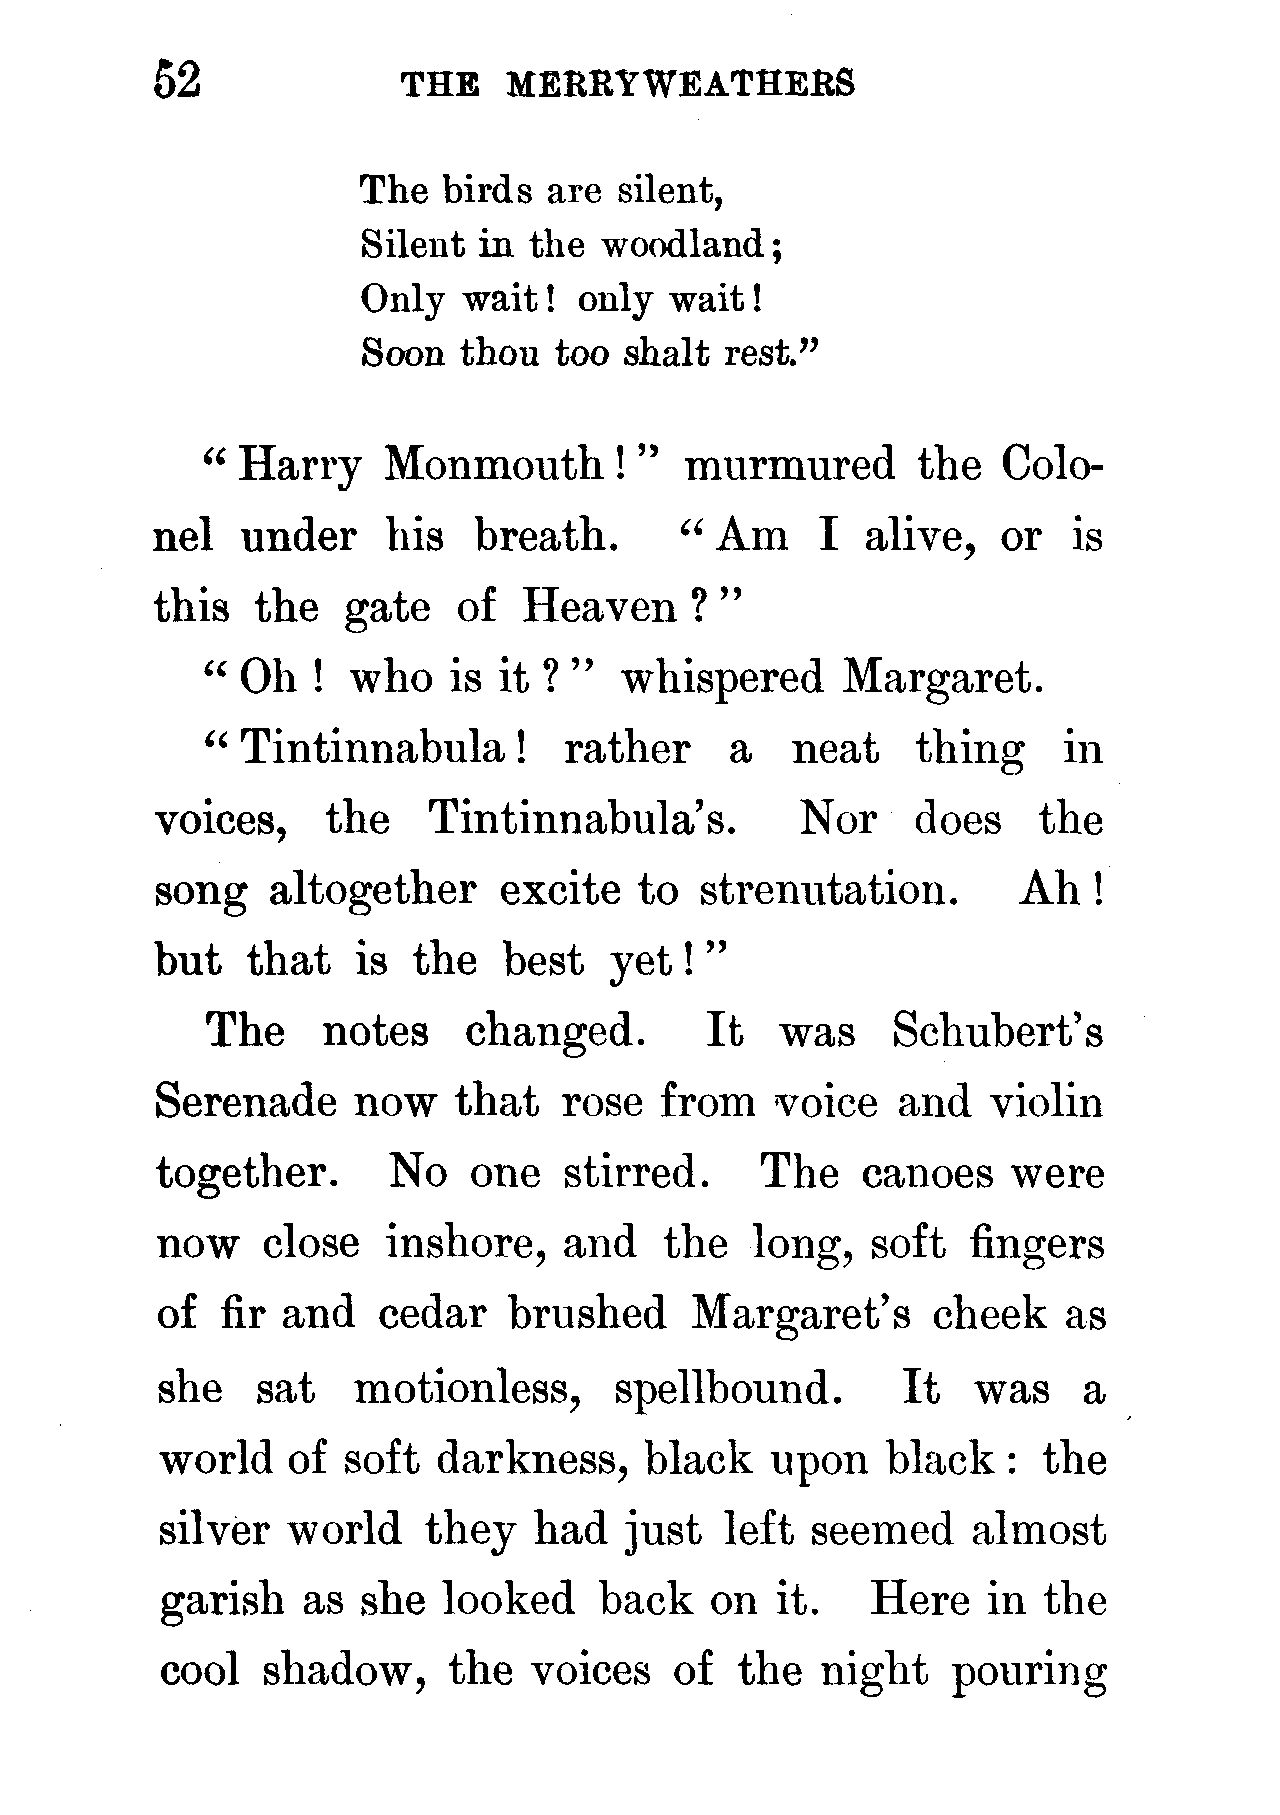 52 THE MERRYWEATHERS
The birds are silent,
Silent in the woodland;
Only wait! only wait!
Soon thou too shalt rest."
"Harry Monmouth!" murmured the Colo-
nel under his breath. "Am I alive, or is
this the gate of Heaven?"
"Oh! who is it?" whispered Margaret.
"Tintinnabula! rather a neat thing in
voices, the Tintinnabula's. Nor does the
song altogether excite to strenutation. Ah!
but that is the best yet!"
The notes changed. It was Schubert's
Serenade now that rose from voice and violin
together. No one stirred. The canoes were
now close inshore, and the long, soft fingers
of fir and cedar brushed Margaret's cheek as
she sat motionless, spellbound. It was a
world of soft darkness, black upon black: the
silver world they had just left seemed almost
garish as she looked back on it. Here in the
cool shadow, the voices of the night pouring